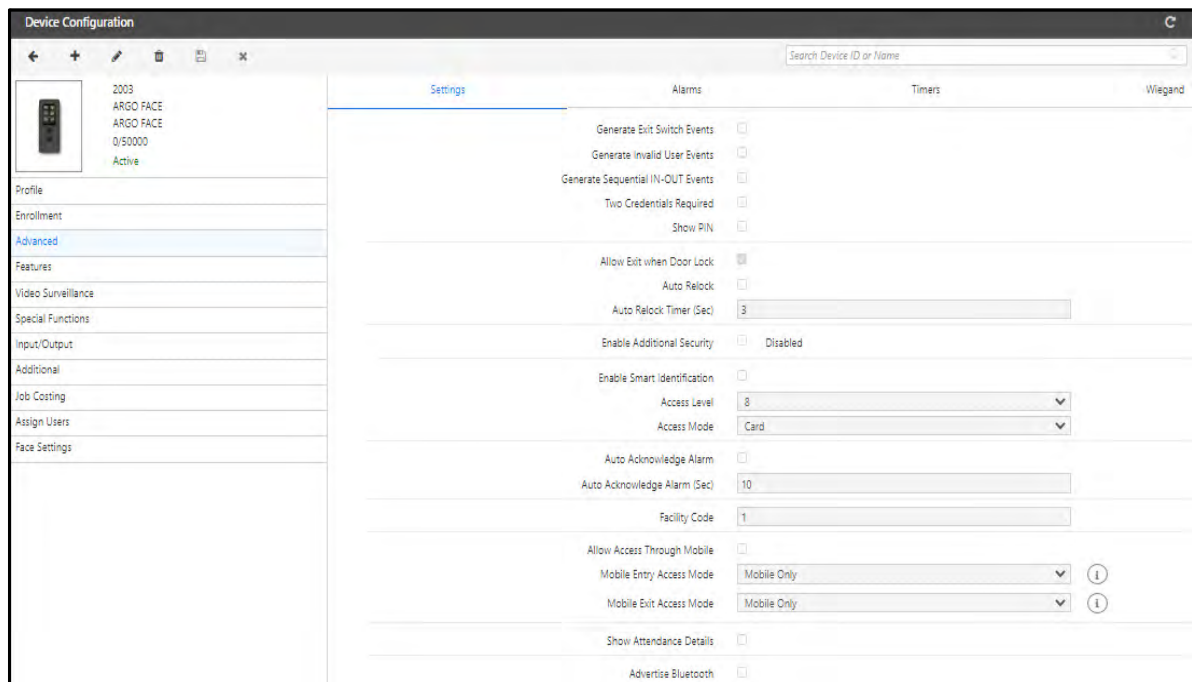 Device Configuration
Search Device ID or Name
2003
ARGO FACE
ARGO FACE
0/50000
Active
Profile
Enrollment
Advanced
Features
Video Surveillance
Special Functions
Input/Output
Additional
Job Costing
Assign Users
Face Settings
Settings Alarms Timers Wiegand
Generate Exit Switch Events
Generate Invalid User Events
Generate Sequential IN-OUT Events
Two Credentials Required
Show PIN
Allow Exit when Door Lock
Auto Relock
Auto Relock Timer (Sec) 3
Enable Additional Security Disabled
Enable Smart Identification
Access Level 8
Access Mode Card
Auto Acknowledge Alarm
Auto Acknowledge Alarm (Sec) 10
Facility Code 1
Allow Access Through Mobile
Mobile Entry Access Mode Mobile Only
Mobile Exit Access Mode Mobile Only
Show Attendance Details
Advertise Bluetooth